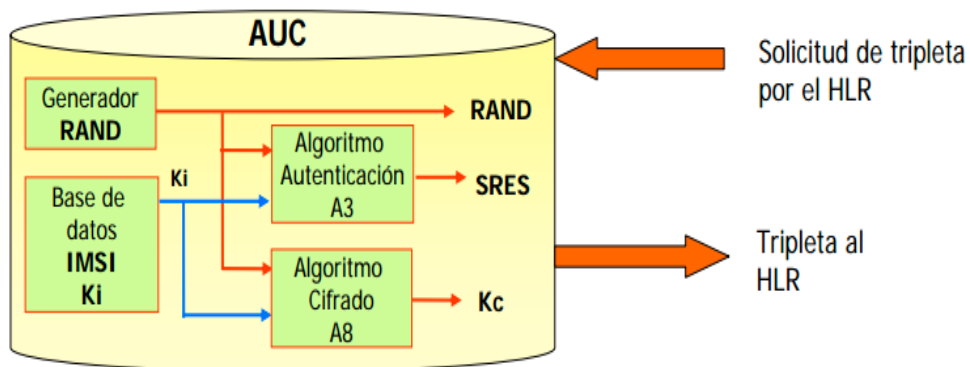 AUC
Solicitud de tripleta
por el HLR
Generador
RAND
RAND
Algoritmo
Autenticación
A3
SRES
Ki
Base de
datos
IMSI
Ki
Algoritmo
Cifrado
A8
Kc
Tripleta al
HLR